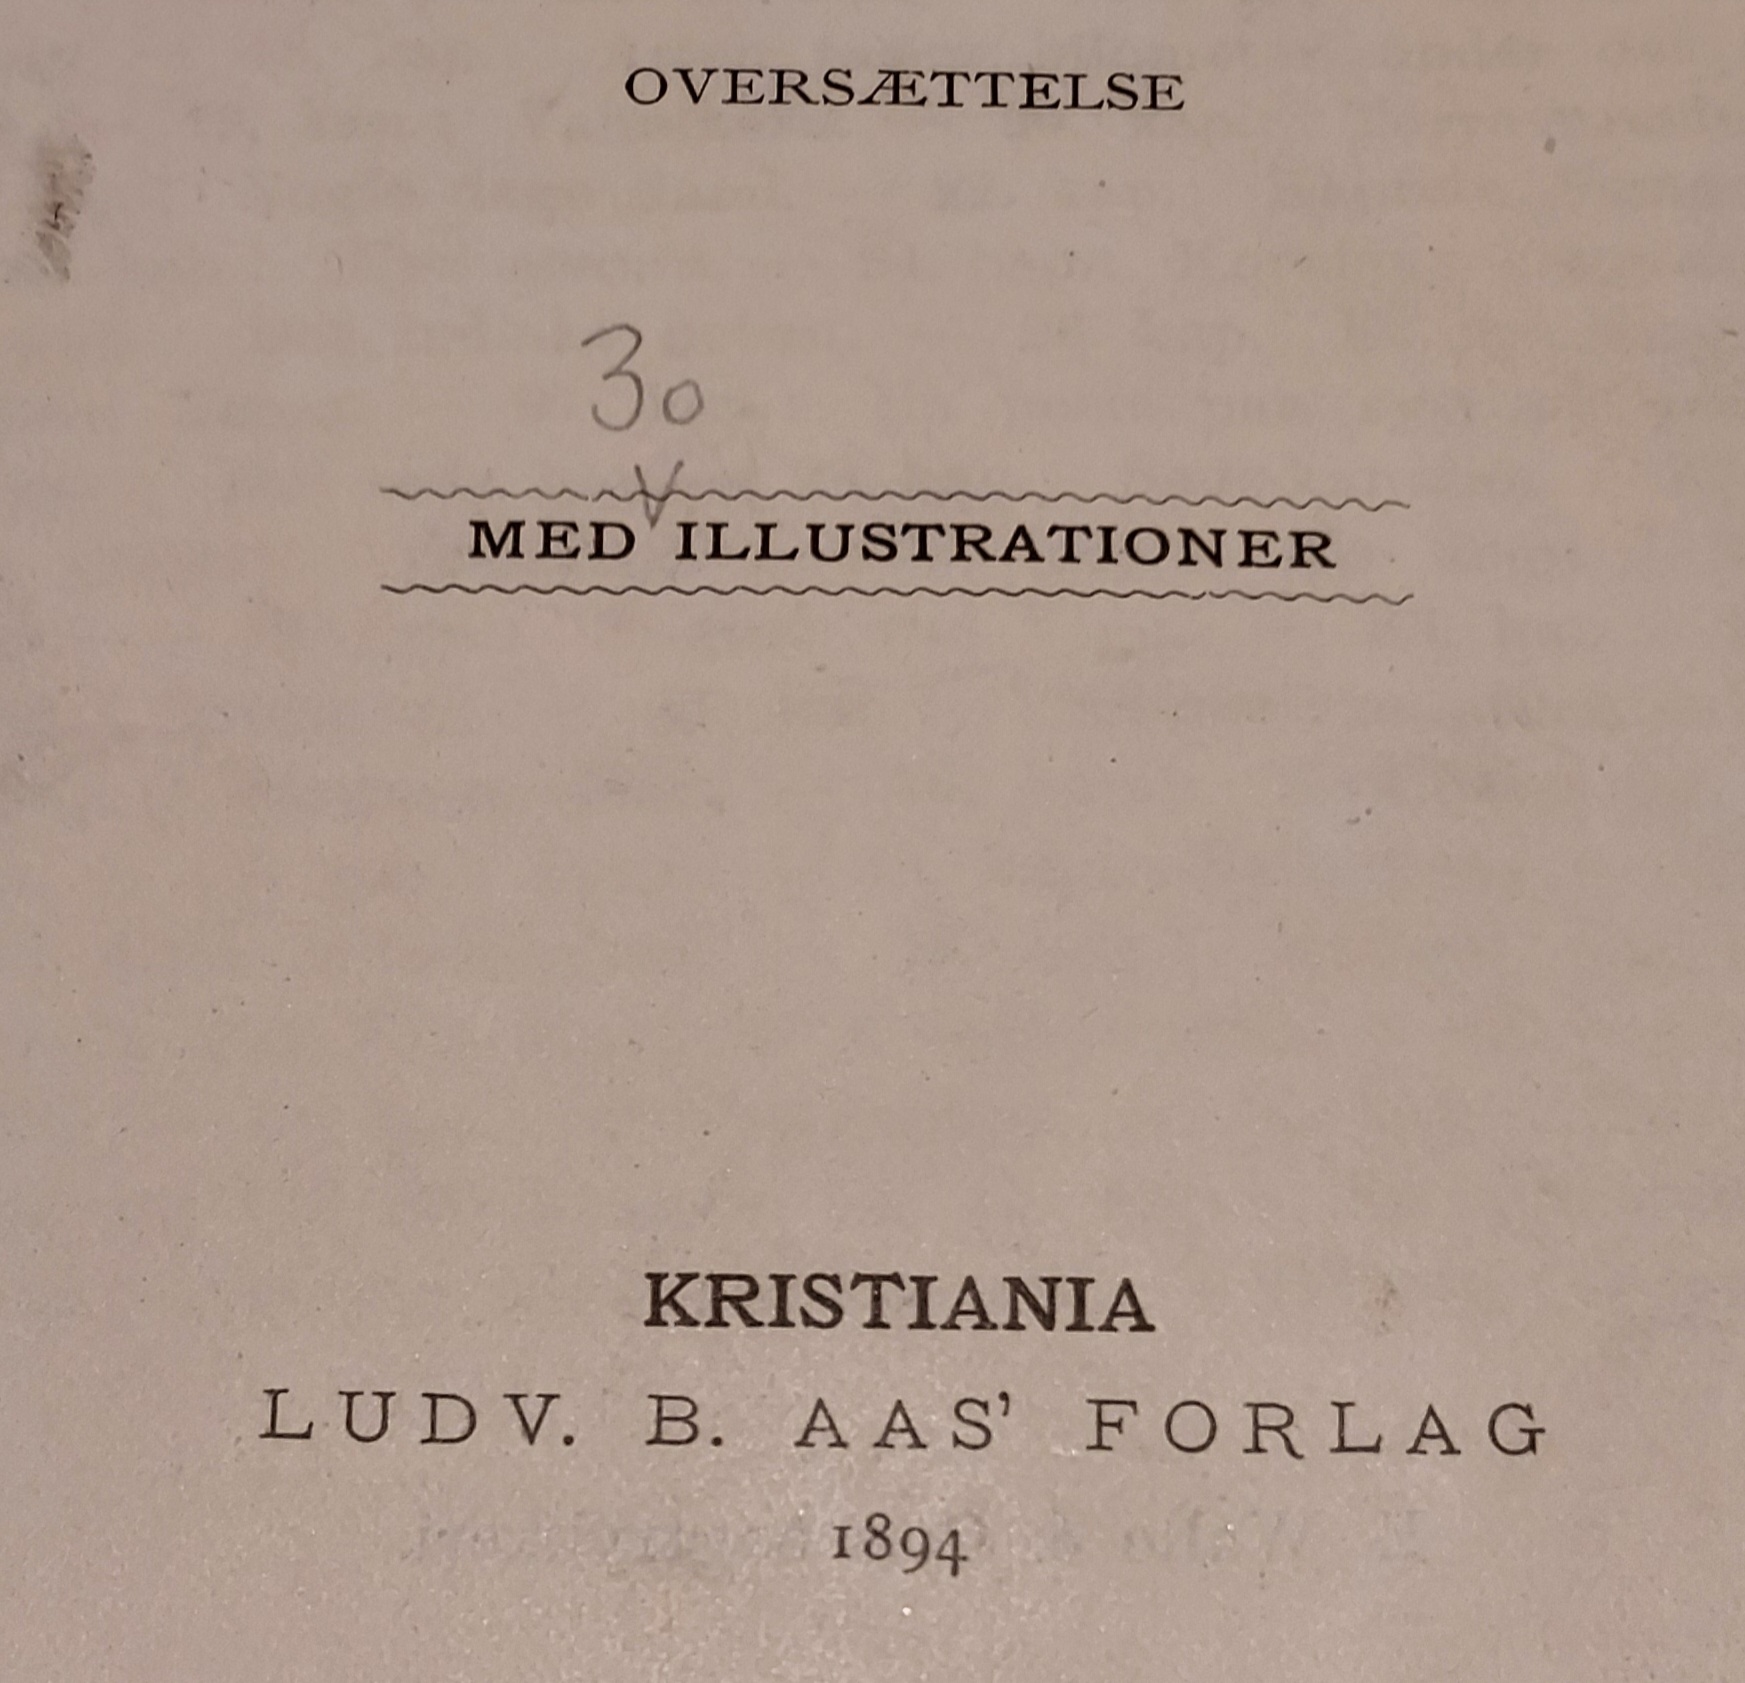 OVERSÆTTELSE
30
MED ILLUSTRATIONER
KRISTIANIA
LUDV. B. AAS' FORLAG
1894